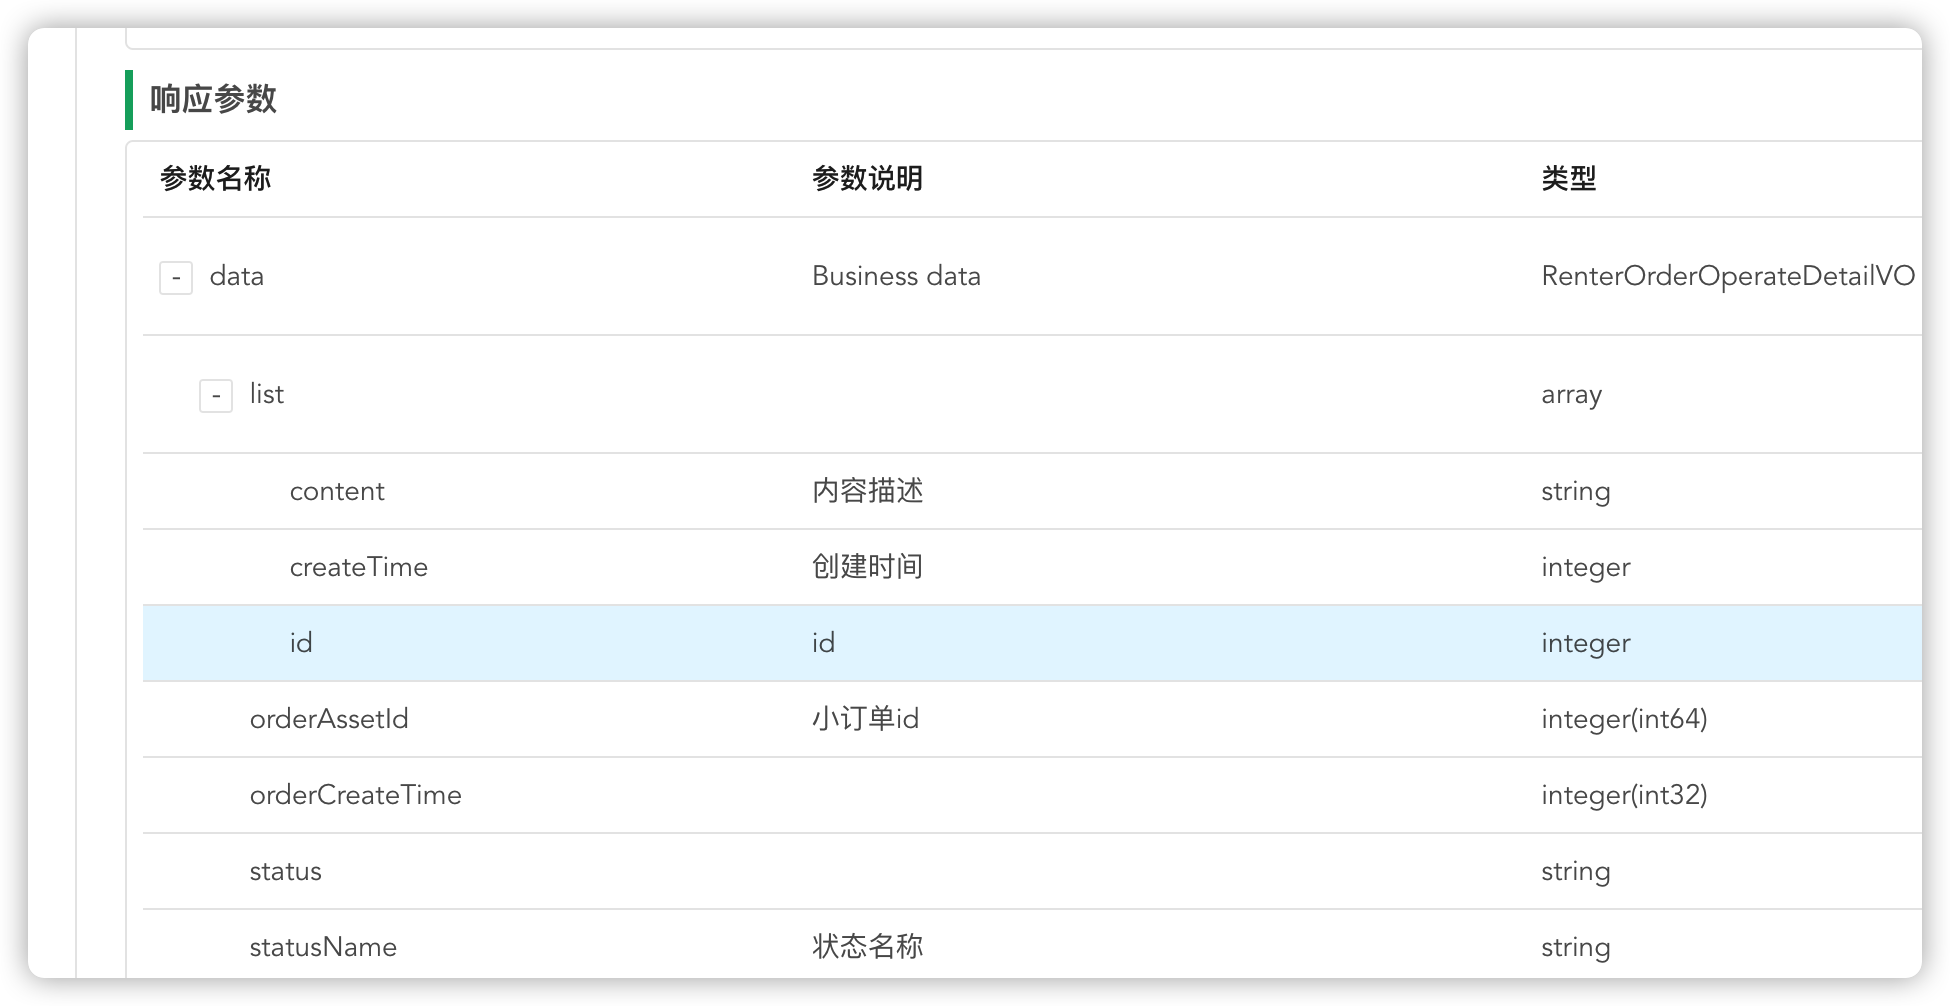 响应参数
参数名称 参数说明 类型
- data Business data RenterOrderOperateDetailVO
- list array
content 内容描述 string
createTime 创建时间 integer
id id integer
orderAssetId 小订单id integer(int64)
orderCreateTime integer(int32)
status string
statusName 状态名称 string